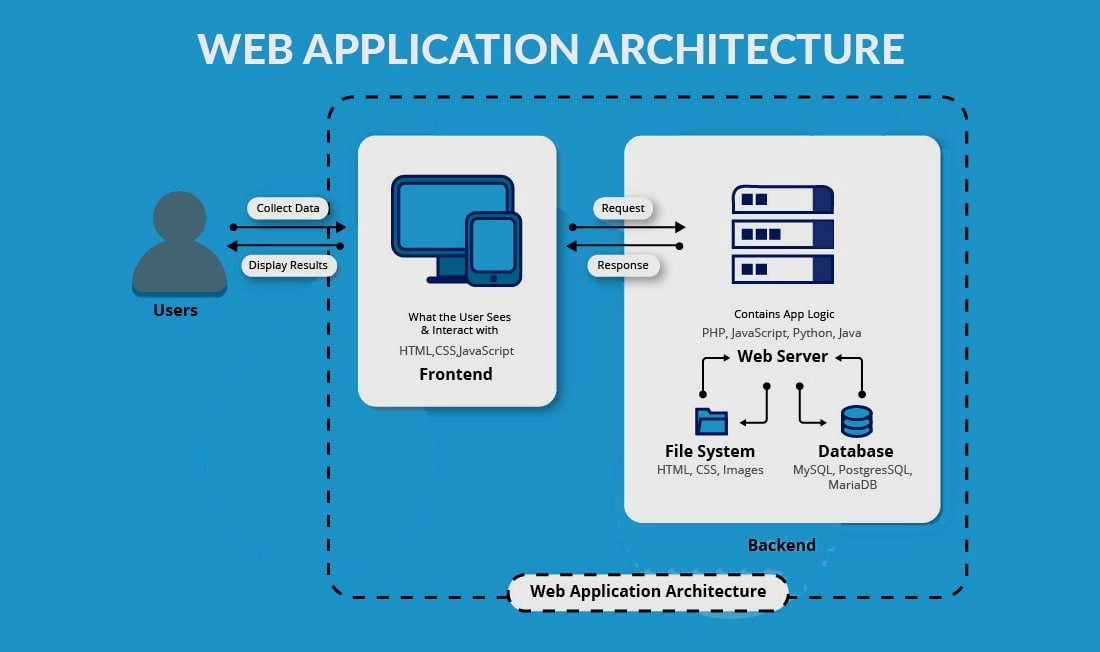 WEB APPLICATION ARCHITECTURE
Collect Data
Display Results
Users
What the User Sees
& Interact with
HTML,CSS,JavaScript
Frontend
Request
Response
Contains App Logic
PHP, JavaScript, Python, Java
Web Server
File System
HTML, CSS, Images
Database
MySQL, PostgresSQL,
MariaDB
Backend
Web Application Architecture